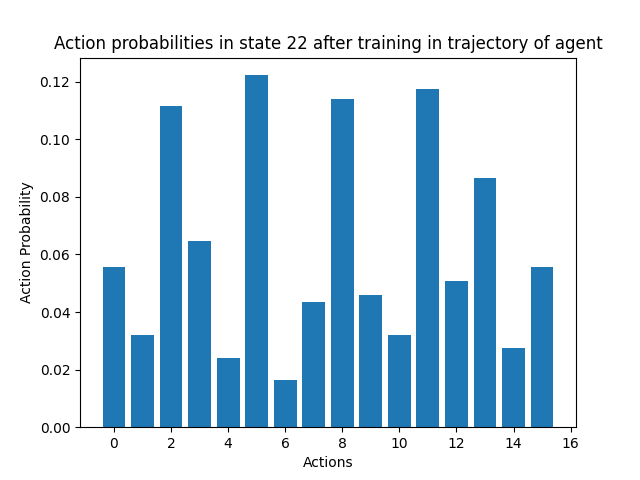 Action probabilities in state 22 after training in trajectory of agent
0.12
0.10
0.08
0.06
0.04
0.02
0.00
Action Probability
0 2 4 6 8 10 12 14 16
Actions